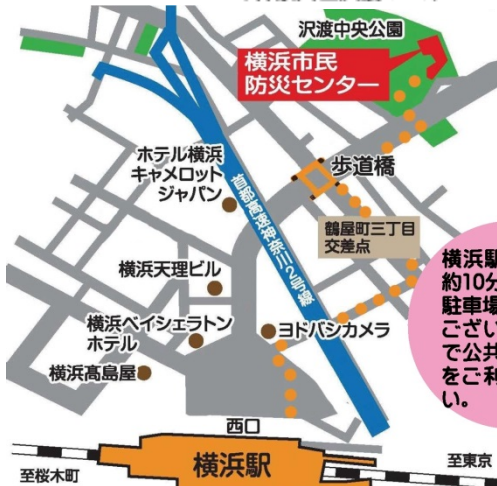 沢渡中央公園
横浜市民
防災センター
ホテル横浜
キャメロット
ジャパン
歩道橋
首都高速神奈川2号線
鶴屋町三丁目
交差点
横浜天理ビル
横浜駅
約10分
駐車場
ござい
で公共
をご利
い。
横浜ベイシェラトン
ホテル
ヨドバシカメラ
横浜髙島屋
西口
横浜駅
至桜木町
至東京